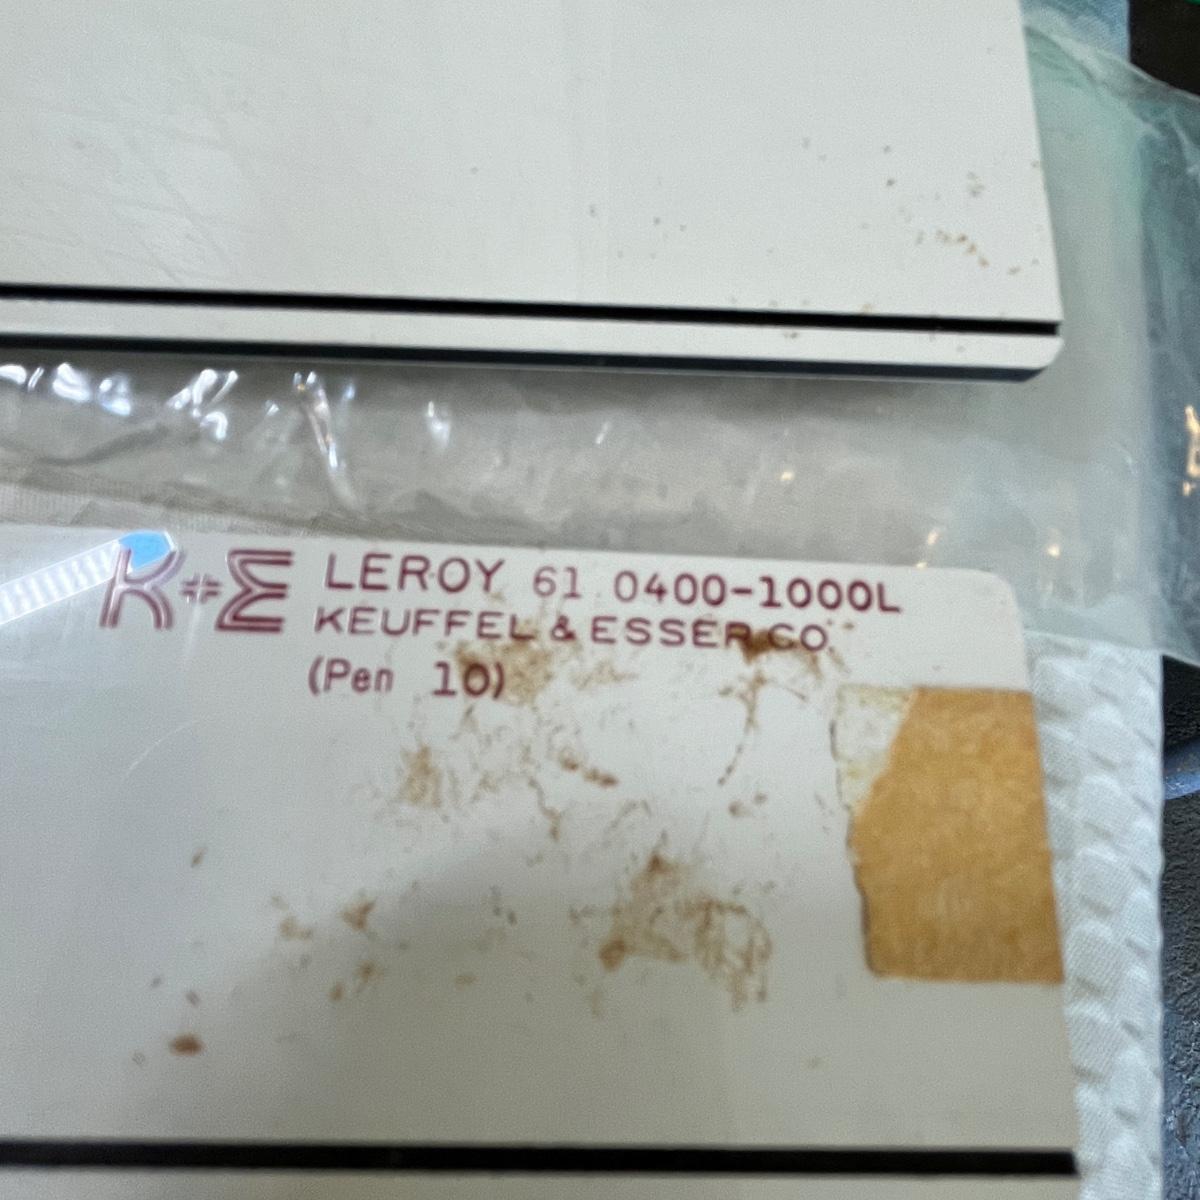 K+E LEROY 61 0400-1000L
KEUFFEL & ESSER CO.
(Pen 10)